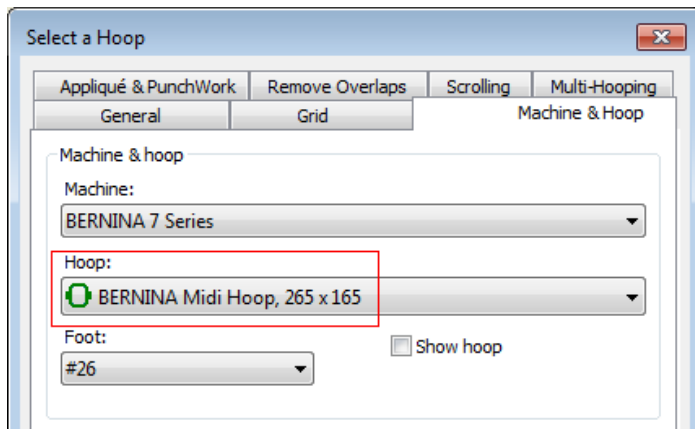 Select a Hoop
Appliqué & PunchWork Remove Overlaps Scrolling Multi-Hooping
General Grid Machine & Hoop
Machine & hoop
Machine:
BERNINA 7 Series
Hoop:
BERNINA Midi Hoop, 265 x 165
Foot:
#26 Show hoop